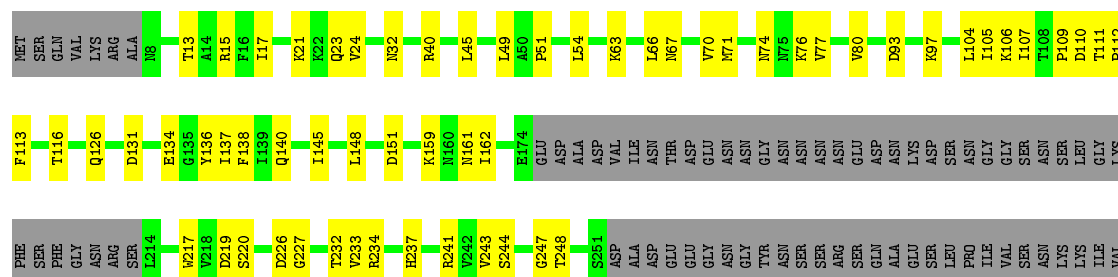 MET SER GLN VAL LYS ARG ALA N8 T13 A14 R15 F16 I17 K21 K22 Q23 V24 N32 R40 L45 L49 A50 P51 L54 K63 L66 N67 V70 M71 N74 N75 K76 V77 V80 D93 K97 L104 I105 K106 I107 T108 P109 D110 T111
F113 T116 Q126 D131 E134 G135 Y136 I137 F138 I139 Q140 I145 L148 D151 K159 N160 N161 I162 E174 GLU ASP ALA ASP VAL ILE ASN THR ASP GLU ASN ASN GLY ASN ASN ASN ASN GLU ASP ASN LYS ASP SER ASN GLY GLY SER ASN SER LEU GLY LYS
PHE SER PHE GLY ASN ARG SER L214 W217 V218 D219 S220 D226 G227 T232 V233 R234 H237 R241 V242 V243 S244 G247 T248 S251 ASP ALA ASP GLU GLU GLY ASN GLY TYR ASN SER SER ARG SER GLN ALA GLU SER LEU PRO ILE VAL SER ASN LYS LYS ILE